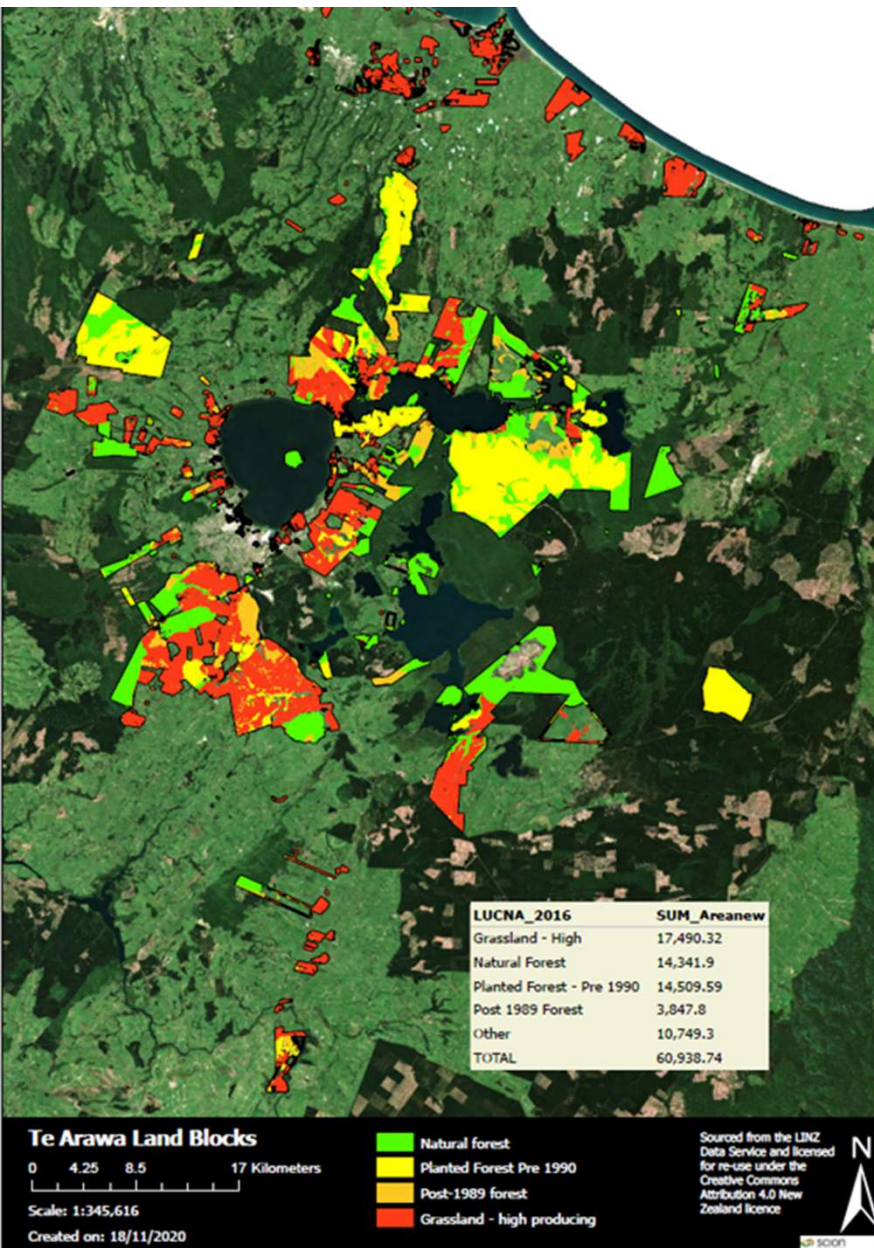 LUCNA_2016 SUM_Areanew
Grassland - High 17,490.32
Natural Forest 14,341.9
Planted Forest - Pre 1990 14,509.59
Post 1989 Forest 3,847.8
Other 10,749.3
TOTAL 60,938.74
Te Arawa Land Blocks
0 4.25 8.5 17 Kilometers
Scale: 1:345,616
Created on: 18/11/2020
Natural forest
Planted Forest Pre 1990
Post-1989 forest
Grassland - high producing
Sourced from the LINZ
Data Service and licensed
for re-use under the
Creative Commons
Attribution 4.0 New
Zealand licence
N
scion